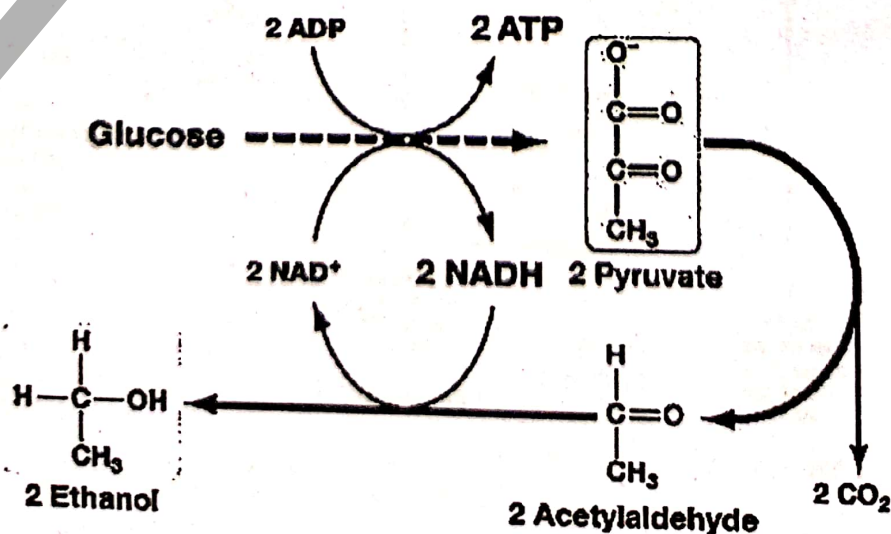 2 ADP
2 ATP
Glucose
O⁻
C=O
C=O
CH₃
2 NAD⁺
2 NADH
2 Pyruvate
H
H—C—OH
CH₃
2 Ethanol
H
C=O
CH₃
2 Acetylaldehyde
2 CO₂